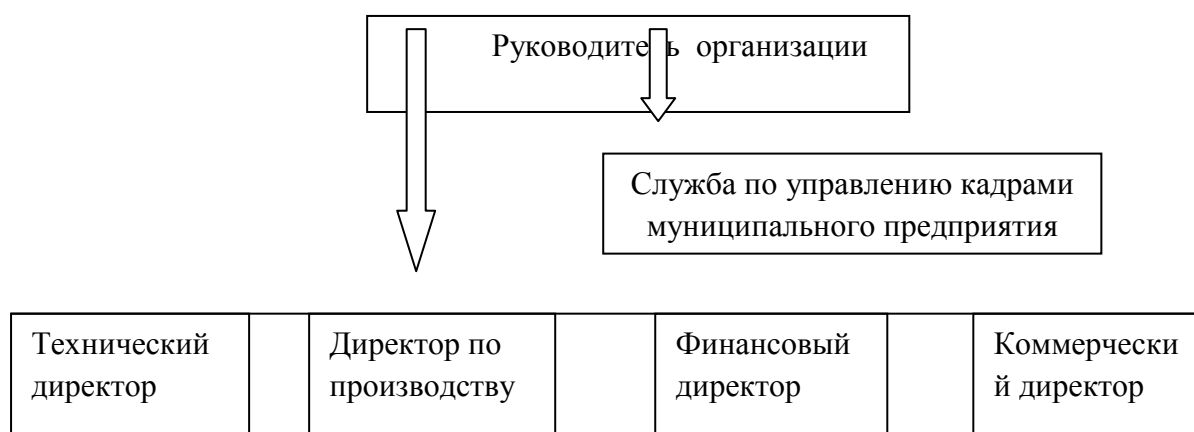 Руководитель организации
Служба по управлению кадрами
муниципального предприятия
Технический
директор
Директор по
производству
Финансовый
директор
Коммерчески
й директор